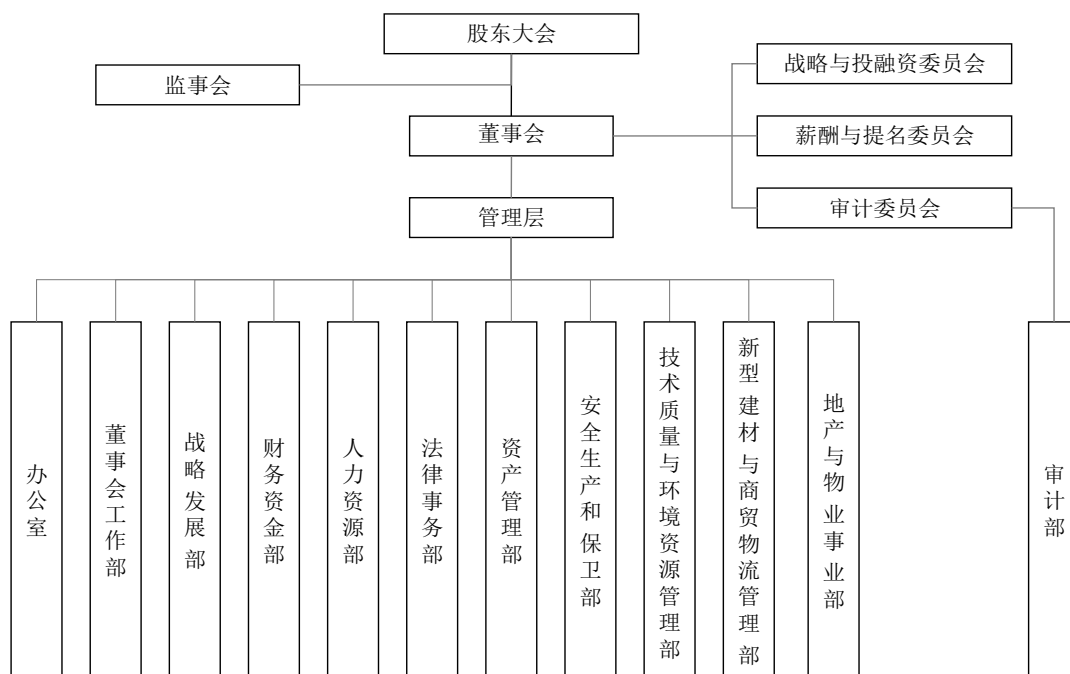 股东大会
战略与投融资委员会
监事会
董事会
薪酬与提名委员会
管理层
审计委员会
办公室
董事会工作部
战略发展部
财务资金部
人力资源部
法律事务部
资产管理部
安全生产和保卫部
技术质量与环境资源管理部
新型建材与商贸物流管理部
地产与物业事业部
审计部